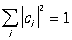 ∑_j |c_j|² = 1